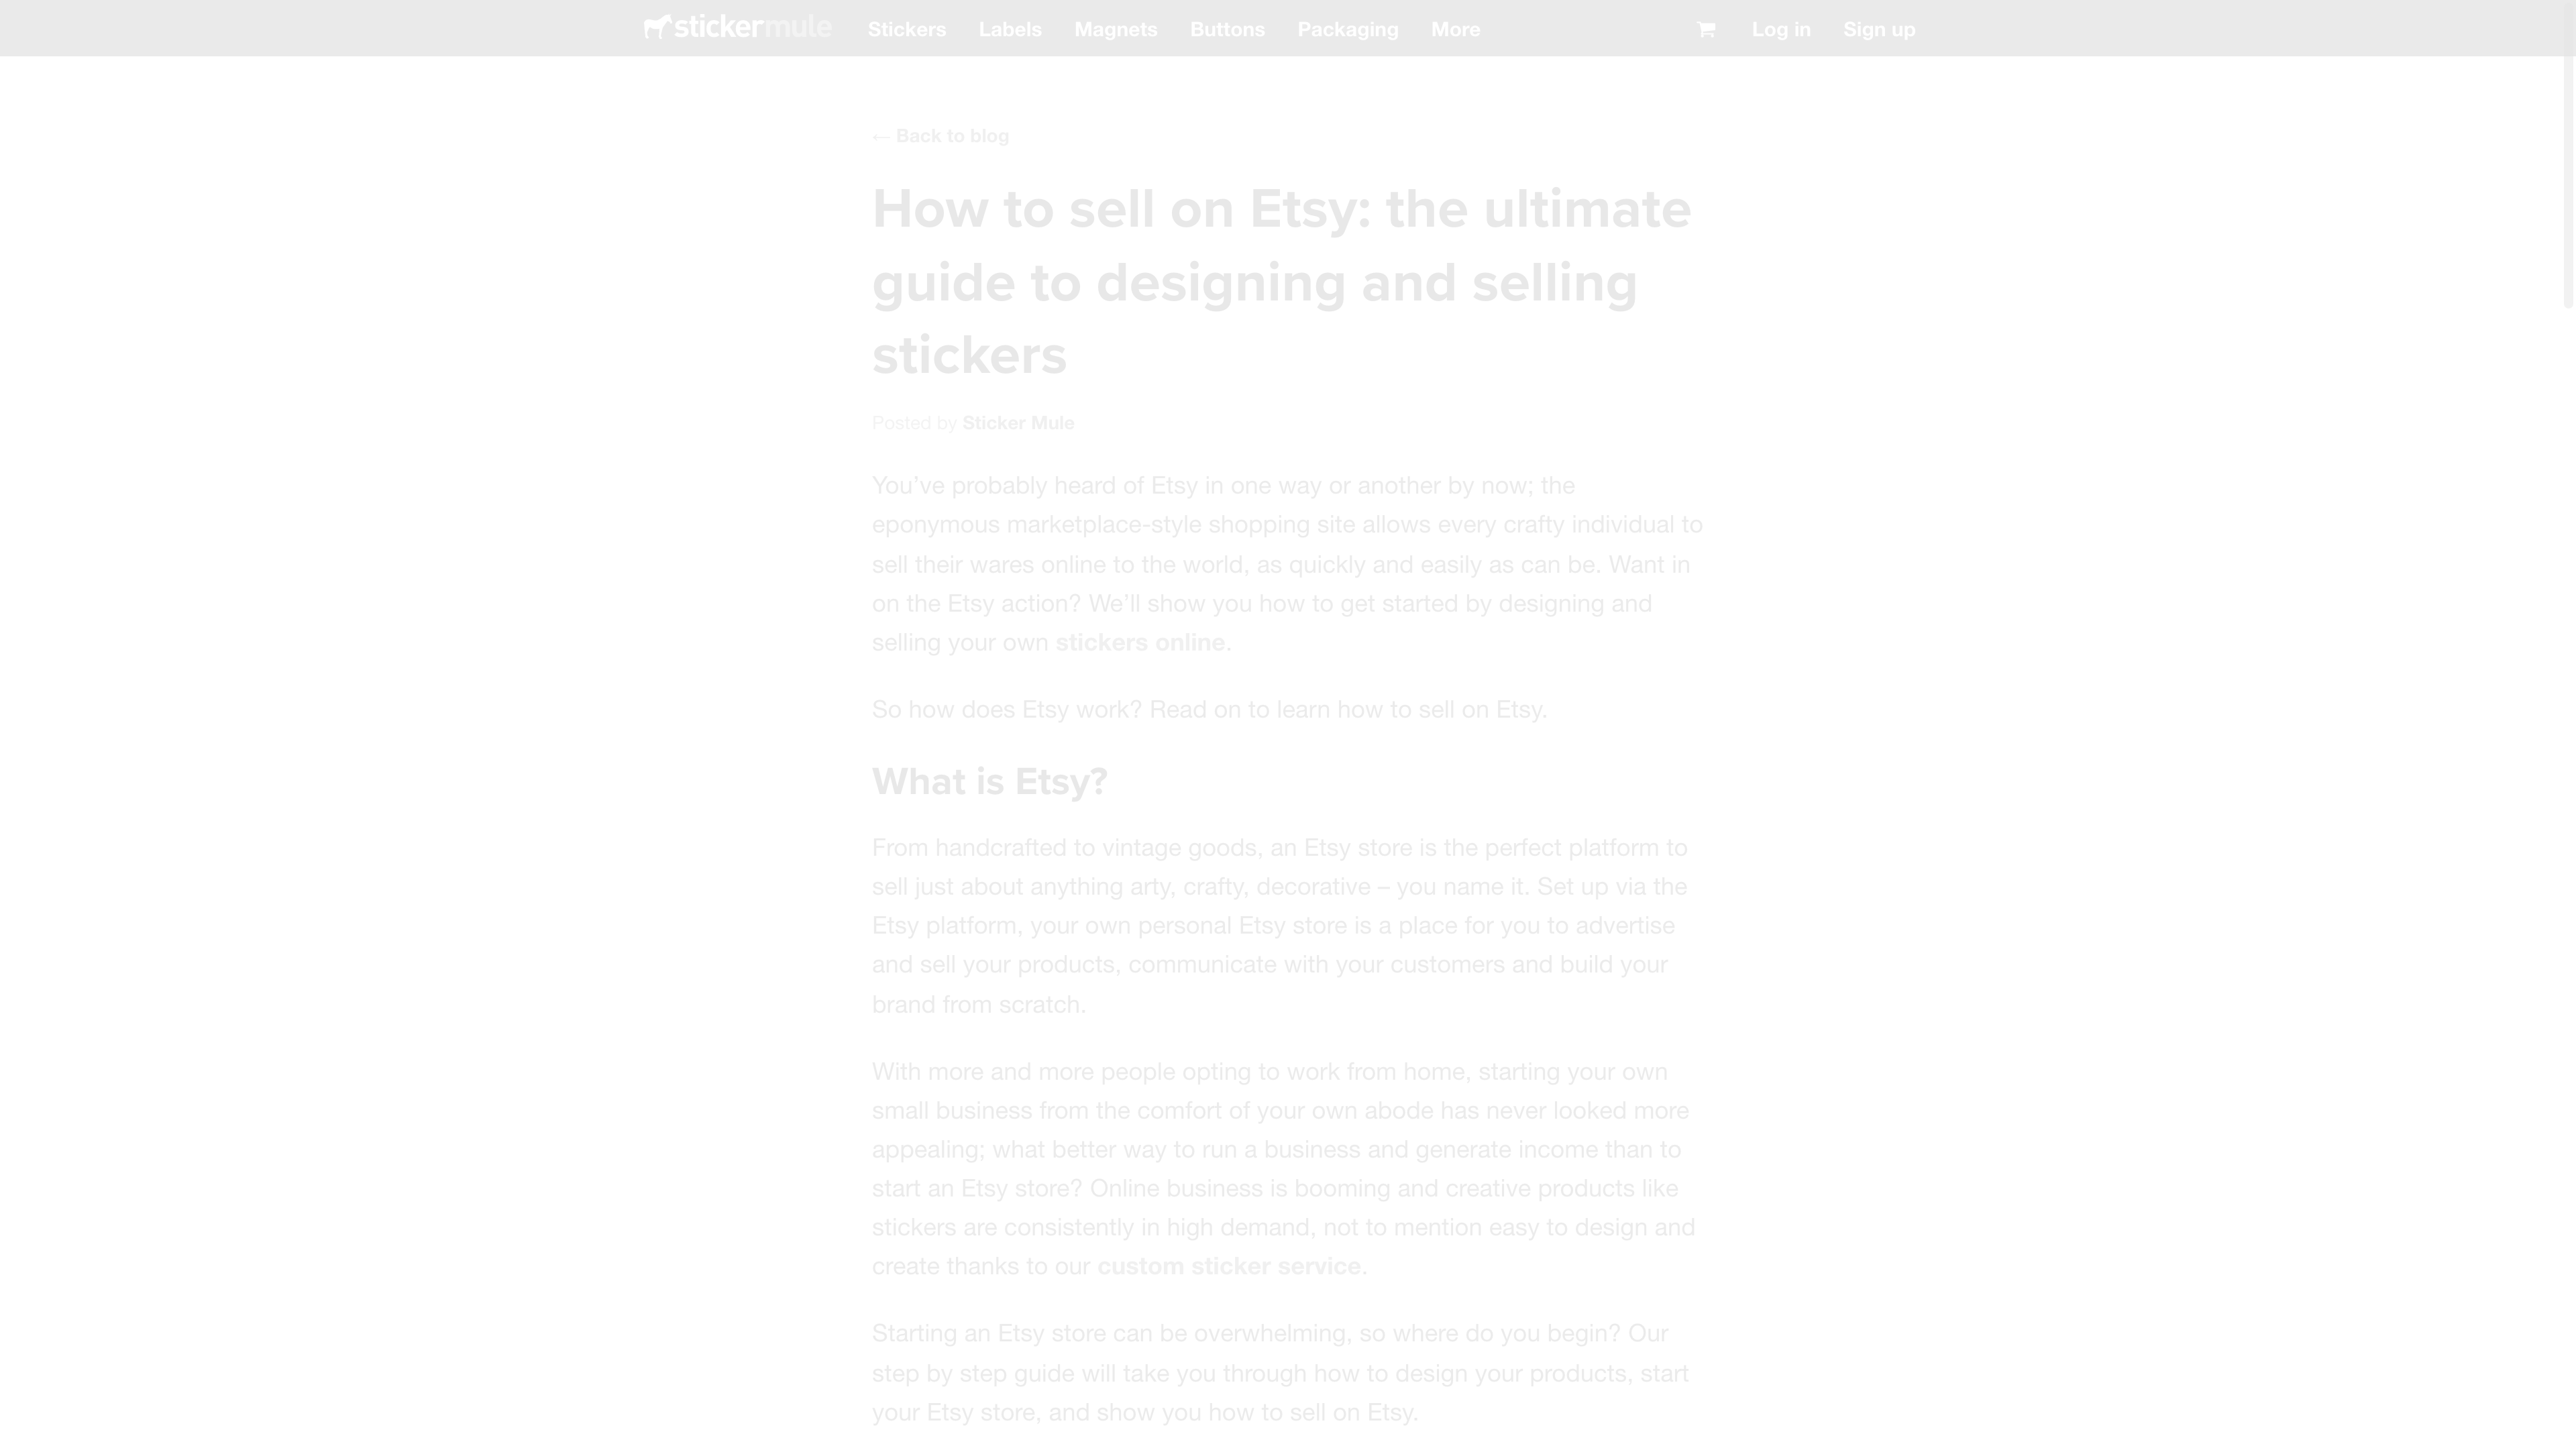 stickermule Stickers Labels Magnets Buttons Packaging More Log in Sign up
← Back to blog
How to sell on Etsy: the ultimate
guide to designing and selling
stickers
Posted by Sticker Mule
You’ve probably heard of Etsy in one way or another by now; the
eponymous marketplace-style shopping site allows every crafty individual to
sell their wares online to the world, as quickly and easily as can be. Want in
on the Etsy action? We’ll show you how to get started by designing and
selling your own stickers online.
So how does Etsy work? Read on to learn how to sell on Etsy.
What is Etsy?
From handcrafted to vintage goods, an Etsy store is the perfect platform to
sell just about anything arty, crafty, decorative – you name it. Set up via the
Etsy platform, your own personal Etsy store is a place for you to advertise
and sell your products, communicate with your customers and build your
brand from scratch.
With more and more people opting to work from home, starting your own
small business from the comfort of your own abode has never looked more
appealing; what better way to run a business and generate income than to
start an Etsy store? Online business is booming and creative products like
stickers are consistently in high demand, not to mention easy to design and
create thanks to our custom sticker service.
Starting an Etsy store can be overwhelming, so where do you begin? Our
step by step guide will take you through how to design your products, start
your Etsy store, and show you how to sell on Etsy.